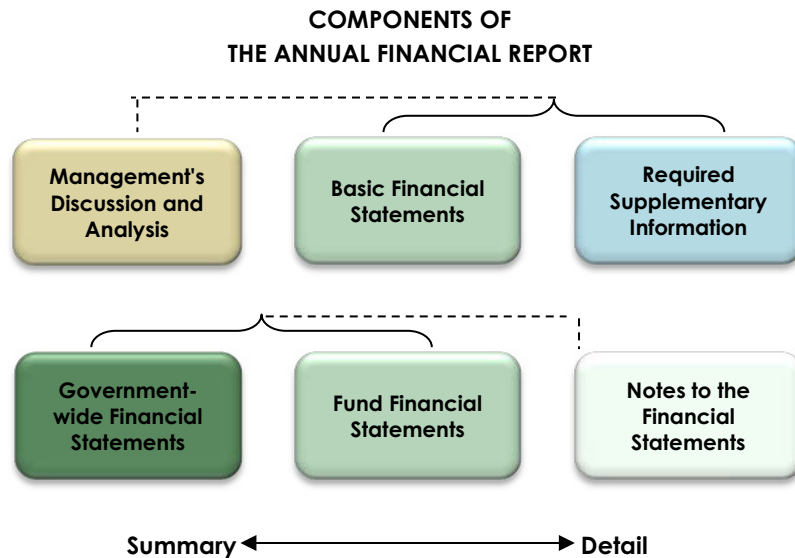 COMPONENTS OF
THE ANNUAL FINANCIAL REPORT
Management's
Discussion and
Analysis
Basic Financial
Statements
Required
Supplementary
Information
Government-
wide Financial
Statements
Fund Financial
Statements
Notes to the
Financial
Statements
Summary
Detail